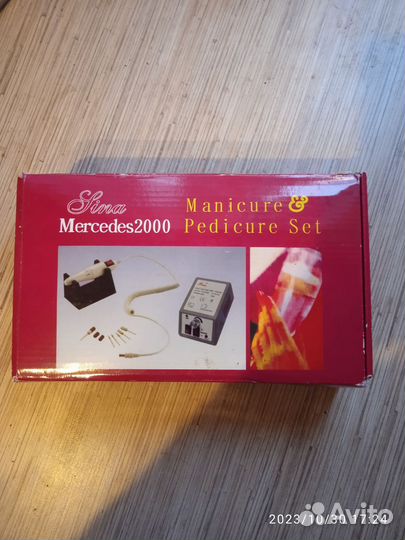 Sina
Mercedes2000
Manicure &
Pedicure Set
2023/10/30 17:24
Avito